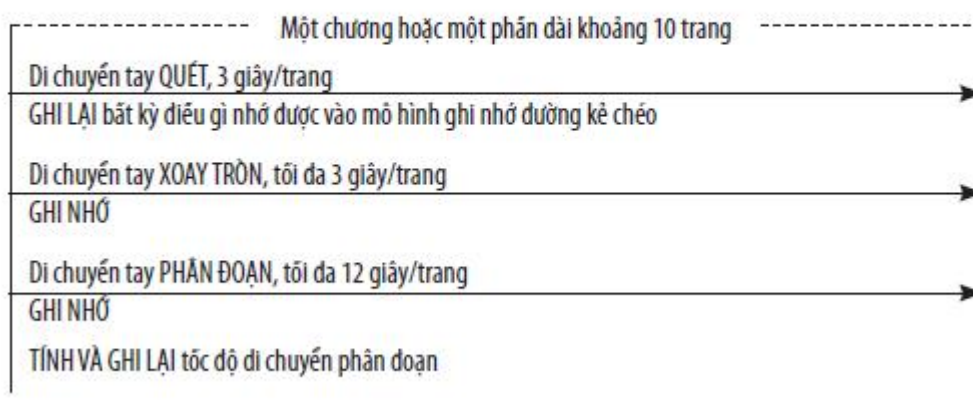 Một chương hoặc một phần dài khoảng 10 trang
Di chuyển tay QUÉT, 3 giây/trang
GHI LẠI bất kỳ điều gì nhớ được vào mô hình ghi nhớ đường kẻ chéo
Di chuyển tay XOAY TRÒN, tối đa 3 giây/trang
GHI NHỚ
Di chuyển tay PHÂN ĐOẠN, tối đa 12 giây/trang
GHI NHỚ
TÍNH VÀ GHI LẠI tốc độ di chuyển phân đoạn